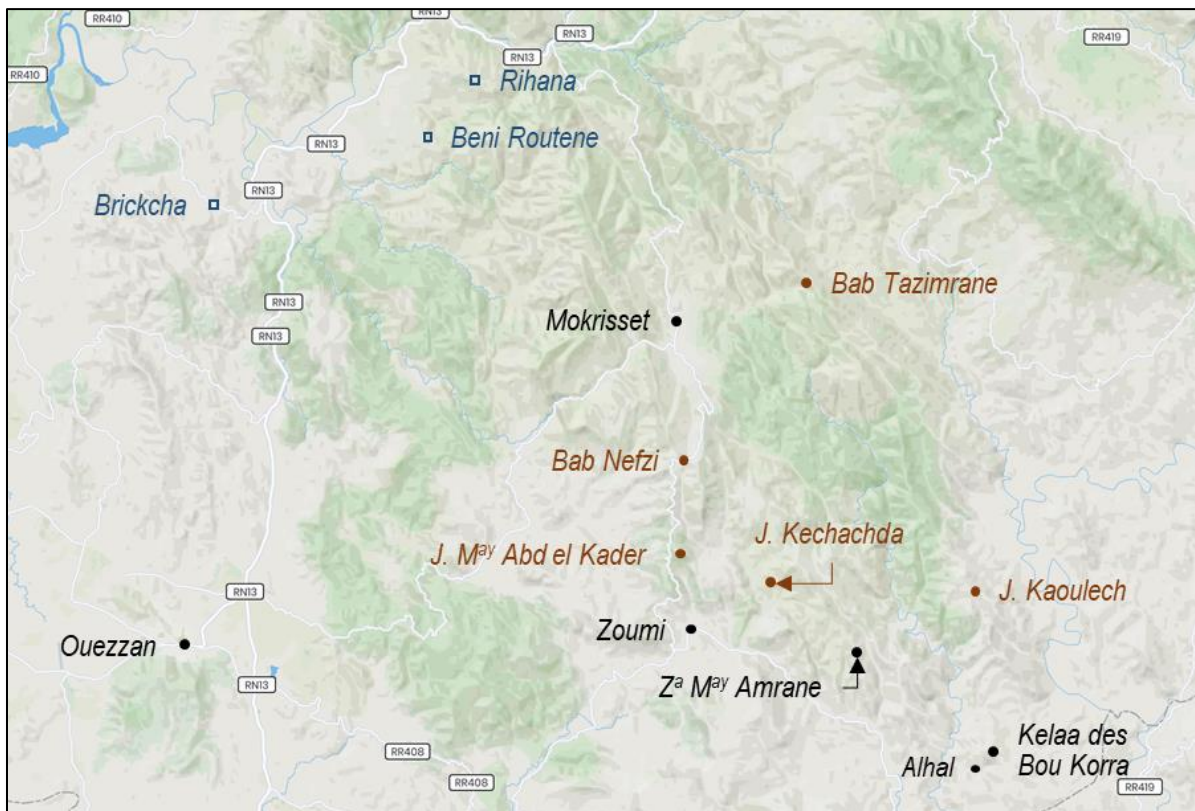 RR410
RN13
RN13
RR419
RR410
Rihana
RN13
Beni Routene
RN13
Brickcha
Bab Tazimrane
RN13
Mokrisset
RN13
Bab Nefzi
J. Kechachda
J. May Abd el Kader
RN13
J. Kaoulech
Zoumi
Ouezzan
Za May Amrane
RN13
Kelaa des
Bou Korra
RR408
Alhal
RR408
RR419